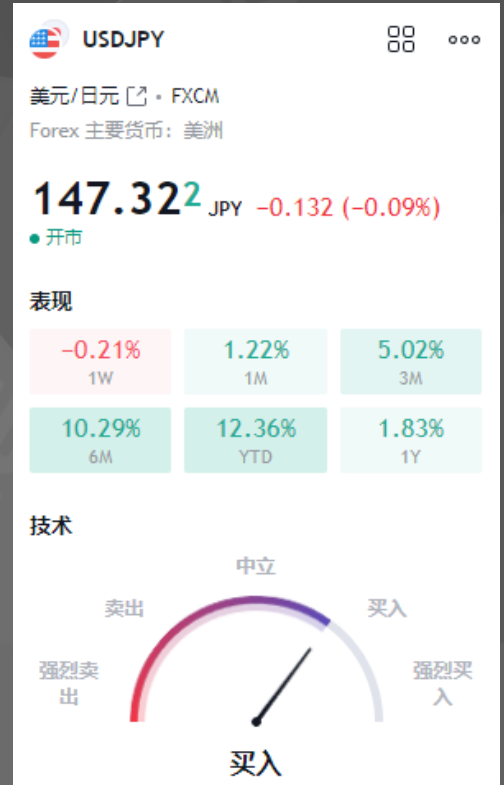 USDJPY
美元/日元 • FXCM
Forex 主要货币: 美洲
147.322 JPY −0.132 (−0.09%)
开市
表现
−0.21% 1.22% 5.02%
1W 1M 3M
10.29% 12.36% 1.83%
6M YTD 1Y
技术
中立
卖出 买入
强烈卖出 强烈买入
买入